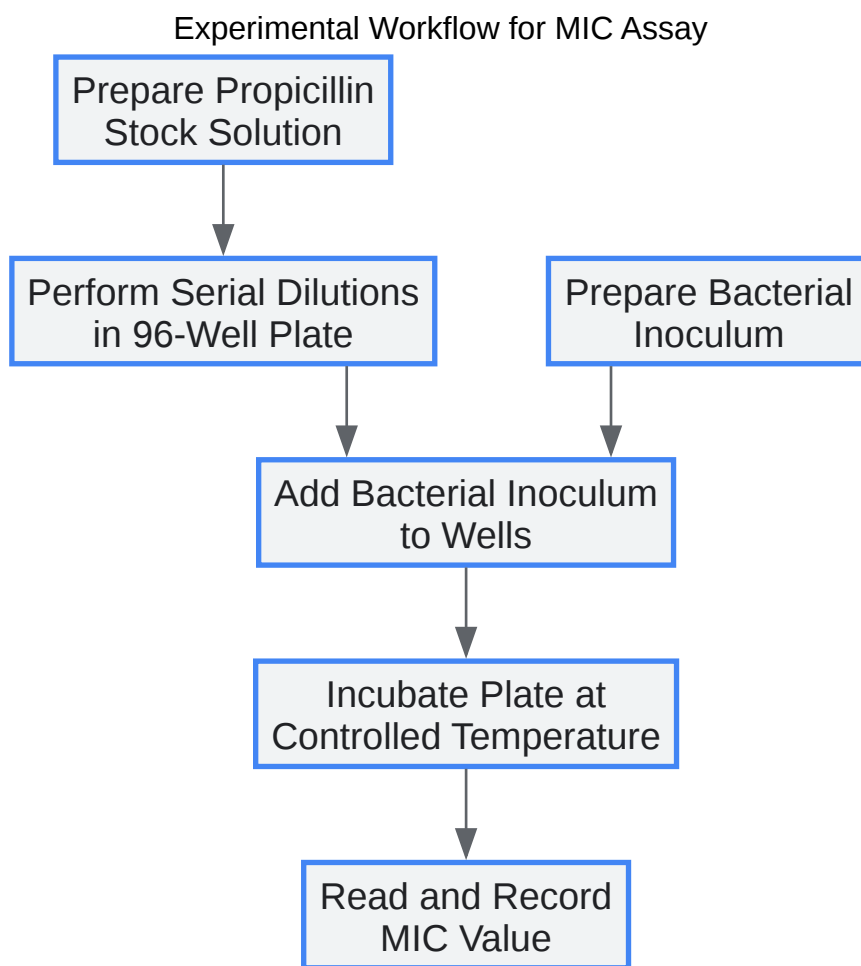 Experimental Workflow for MIC Assay
Prepare Propicillin
Stock Solution
Perform Serial Dilutions
in 96-Well Plate
Prepare Bacterial
Inoculum
Add Bacterial Inoculum
to Wells
Incubate Plate at
Controlled Temperature
Read and Record
MIC Value